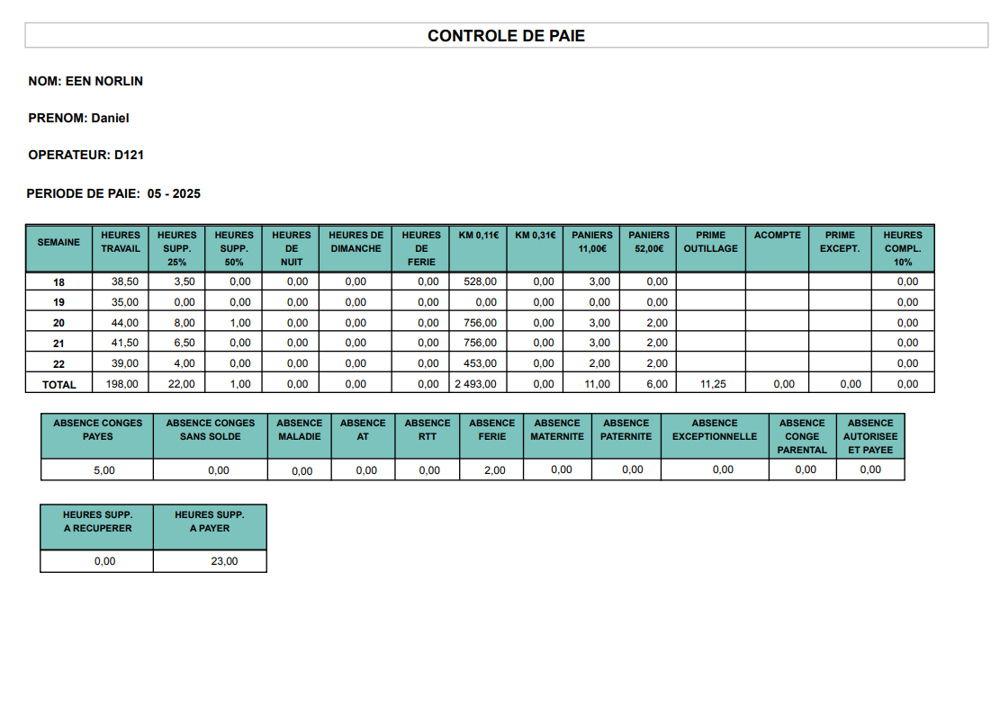 CONTROLE DE PAIE
NOM: EEN NORLIN
PRENOM: Daniel
OPERATEUR: D121
PERIODE DE PAIE: 05 - 2025
SEMAINE HEURES TRAVAIL HEURES SUPP. 25% HEURES SUPP. 50% HEURES DE NUIT HEURES DE DIMANCHE HEURES DE FERIE KM 0,11€ KM 0,31€ PANIERS 11,00€ PANIERS 52,00€ PRIME OUTILLAGE ACOMPTE PRIME EXCEPT. HEURES COMPL. 10%
18 38,50 3,50 0,00 0,00 0,00 0,00 528,00 0,00 3,00 0,00 0,00
19 35,00 0,00 0,00 0,00 0,00 0,00 0,00 0,00 0,00 0,00 0,00
20 44,00 8,00 1,00 0,00 0,00 0,00 756,00 0,00 3,00 2,00 0,00
21 41,50 6,50 0,00 0,00 0,00 0,00 756,00 0,00 3,00 2,00 0,00
22 39,00 4,00 0,00 0,00 0,00 0,00 453,00 0,00 2,00 2,00 0,00
TOTAL 198,00 22,00 1,00 0,00 0,00 0,00 2 493,00 0,00 11,00 6,00 11,25 0,00 0,00 0,00
ABSENCE CONGES PAYES ABSENCE CONGES SANS SOLDE ABSENCE MALADIE ABSENCE AT ABSENCE RTT ABSENCE FERIE ABSENCE MATERNITE ABSENCE PATERNITE ABSENCE EXCEPTIONNELLE ABSENCE CONGE PARENTAL ABSENCE AUTORISEE ET PAYEE
5,00 0,00 0,00 0,00 0,00 2,00 0,00 0,00 0,00 0,00 0,00
HEURES SUPP. A RECUPERER HEURES SUPP. A PAYER
0,00 23,00